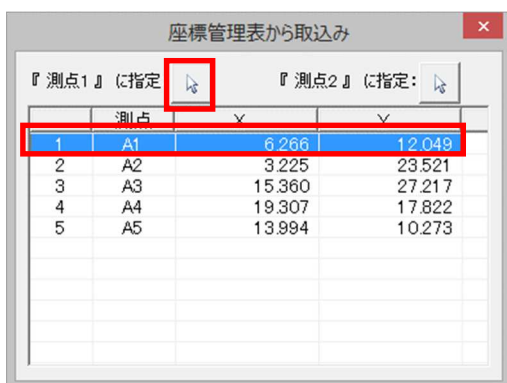 座標管理表から取込み
『 測点1 』 に指定 『 測点2 』 に指定:
測点 X Y
1 A1 6.266 12.049
2 A2 3.225 23.521
3 A3 15.360 27.217
4 A4 19.307 17.822
5 A5 13.994 10.273